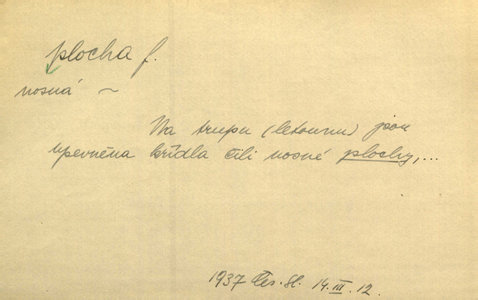 plocha f.
nosná ~
Na trupu (letounu) jsou
upevněna křídla čili nosné plochy,...
1937 Čes. sl. 14.III.12.